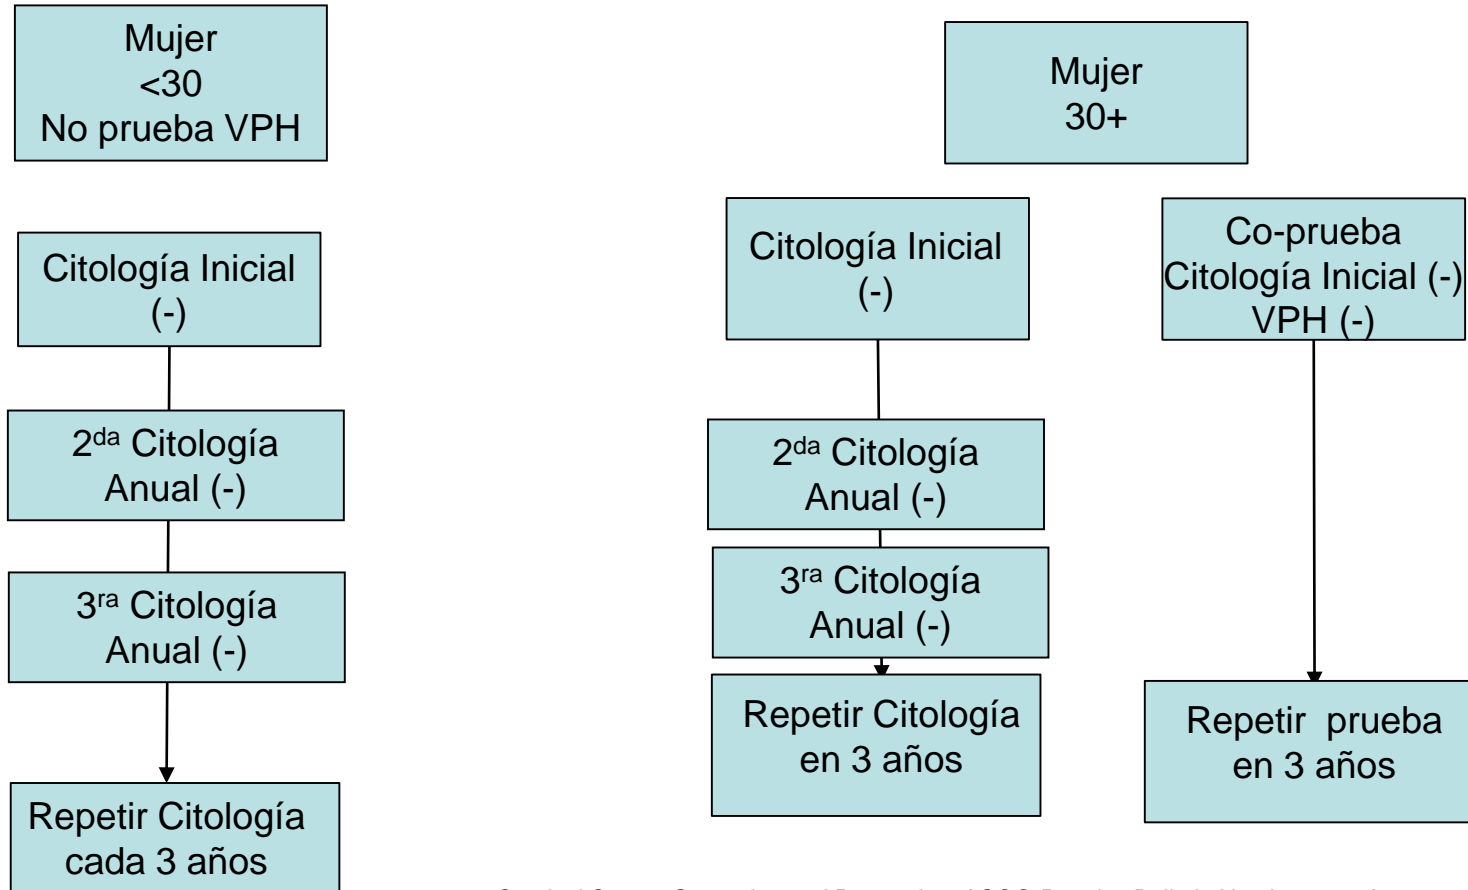 Mujer
<30
No prueba VPH
Citología Inicial
(-)
2da Citología
Anual (-)
3ra Citología
Anual (-)
Repetir Citología
cada 3 años
Mujer
30+
Citología Inicial
(-)
2da Citología
Anual (-)
3ra Citología
Anual (-)
Repetir Citología
en 3 años
Co-prueba
Citología Inicial (-)
VPH (-)
Repetir prueba
en 3 años